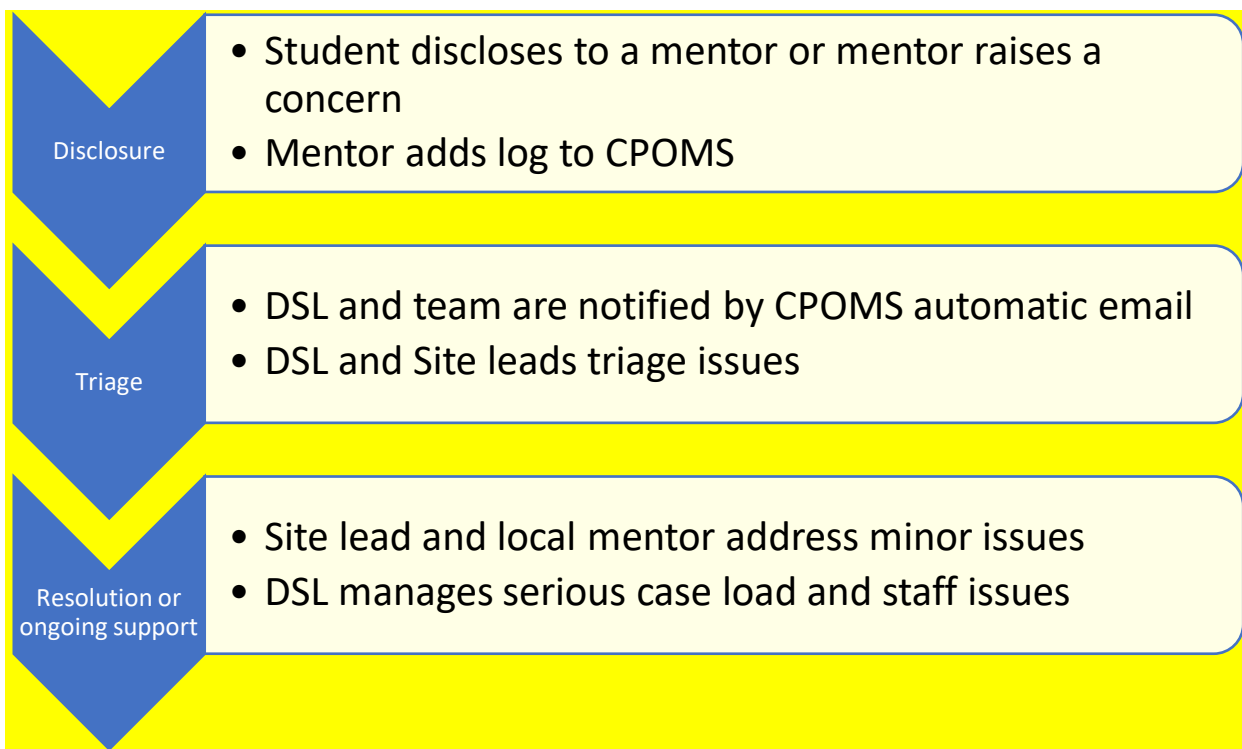 Disclosure
• Student discloses to a mentor or mentor raises a
concern
• Mentor adds log to CPOMS
Triage
• DSL and team are notified by CPOMS automatic email
• DSL and Site leads triage issues
Resolution or
ongoing support
• Site lead and local mentor address minor issues
• DSL manages serious case load and staff issues